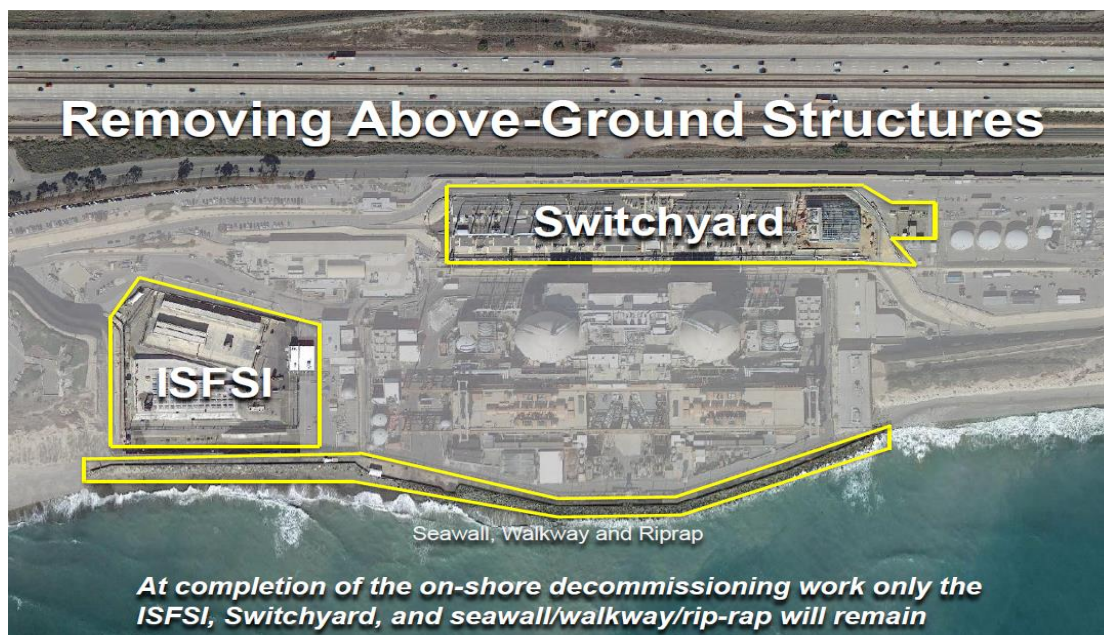 Removing Above-Ground Structures
Switchyard
ISFSI
Seawall, Walkway and Riprap
At completion of the on-shore decommissioning work only the
ISFSI, Switchyard, and seawall/walkway/rip-rap will remain